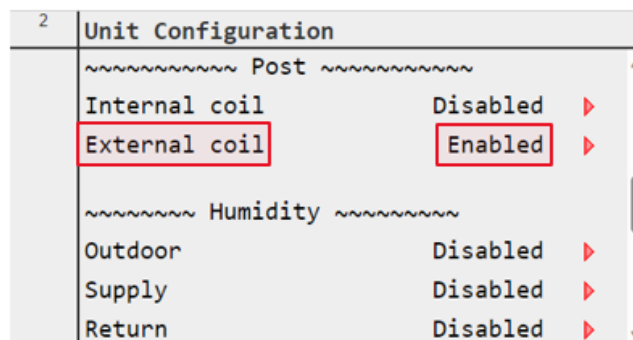 2
Unit Configuration
~~~~~~~~~~~ Post ~~~~~~~~~~~
Internal coil Disabled
External coil Enabled
~~~~~~~~ Humidity ~~~~~~~~~
Outdoor Disabled
Supply Disabled
Return Disabled